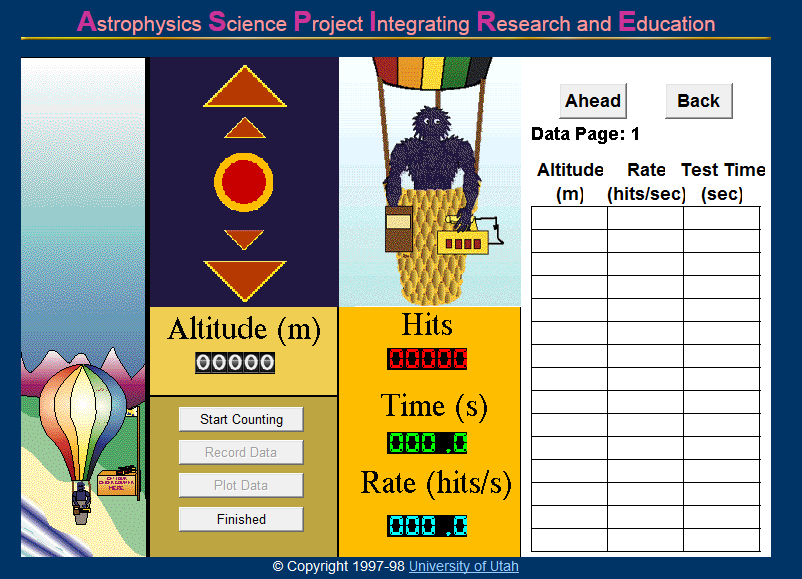 Astrophysics Science Project Integrating Research and Education
Altitude (m)
00000
Start Counting
Record Data
Plot Data
Finished
Hits
00000
Time (s)
000.0
Rate (hits/s)
000.0
Ahead
Back
Data Page: 1
Altitude Rate Test Time
(m) (hits/sec) (sec)
HERE
© Copyright 1997-98 University of Utah